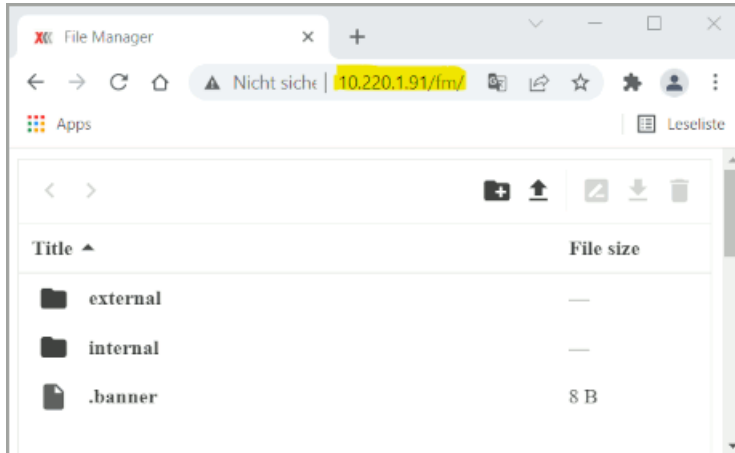 File Manager
Nicht siche 10.220.1.91/fm/
Apps
Leseliste
Title File size
external —
internal —
.banner 8 B